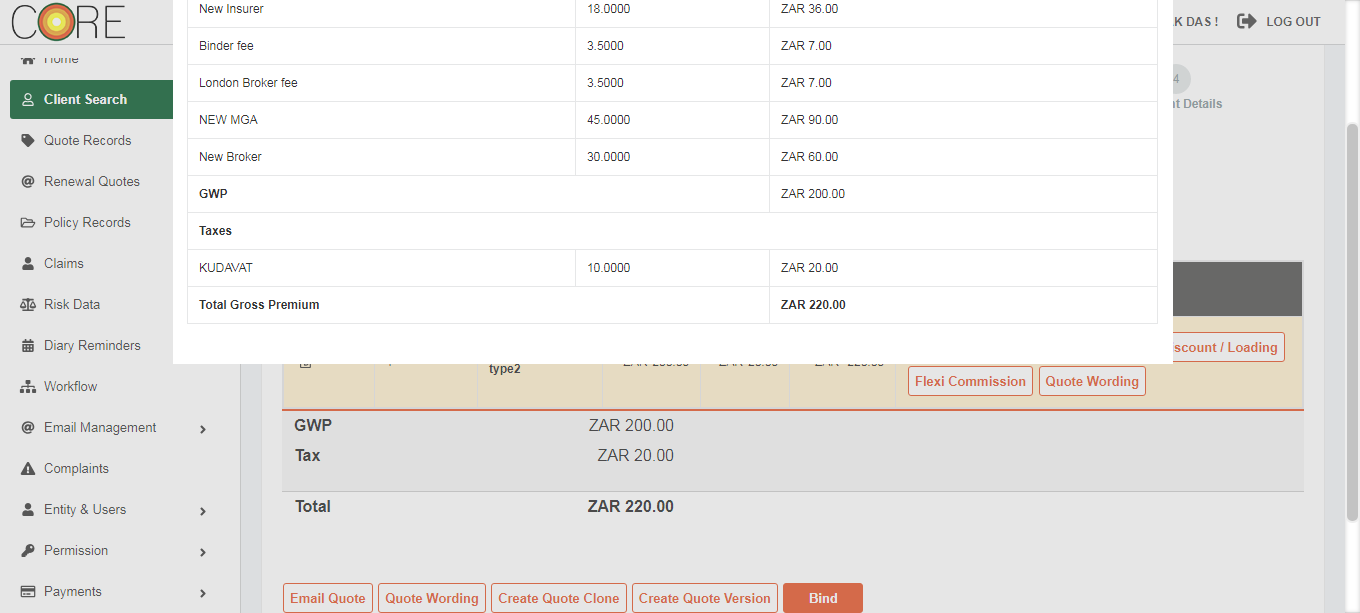 CORE
New Insurer 18.0000 ZAR 36.00
K DAS ! LOG OUT
Binder fee 3.5000 ZAR 7.00
Home
London Broker fee 3.5000 ZAR 7.00
4
Client Search
t Details
NEW MGA 45.0000 ZAR 90.00
Quote Records
New Broker 30.0000 ZAR 60.00
Renewal Quotes
GWP ZAR 200.00
Policy Records
Taxes
Claims
KUDAVAT 10.0000 ZAR 20.00
Risk Data
Total Gross Premium ZAR 220.00
Diary Reminders
scount / Loading
type2
Flexi Commission Quote Wording
Workflow
GWP ZAR 200.00
Email Management
Tax ZAR 20.00
Complaints
Total ZAR 220.00
Entity & Users
Permission
Payments
Email Quote Quote Wording Create Quote Clone Create Quote Version Bind